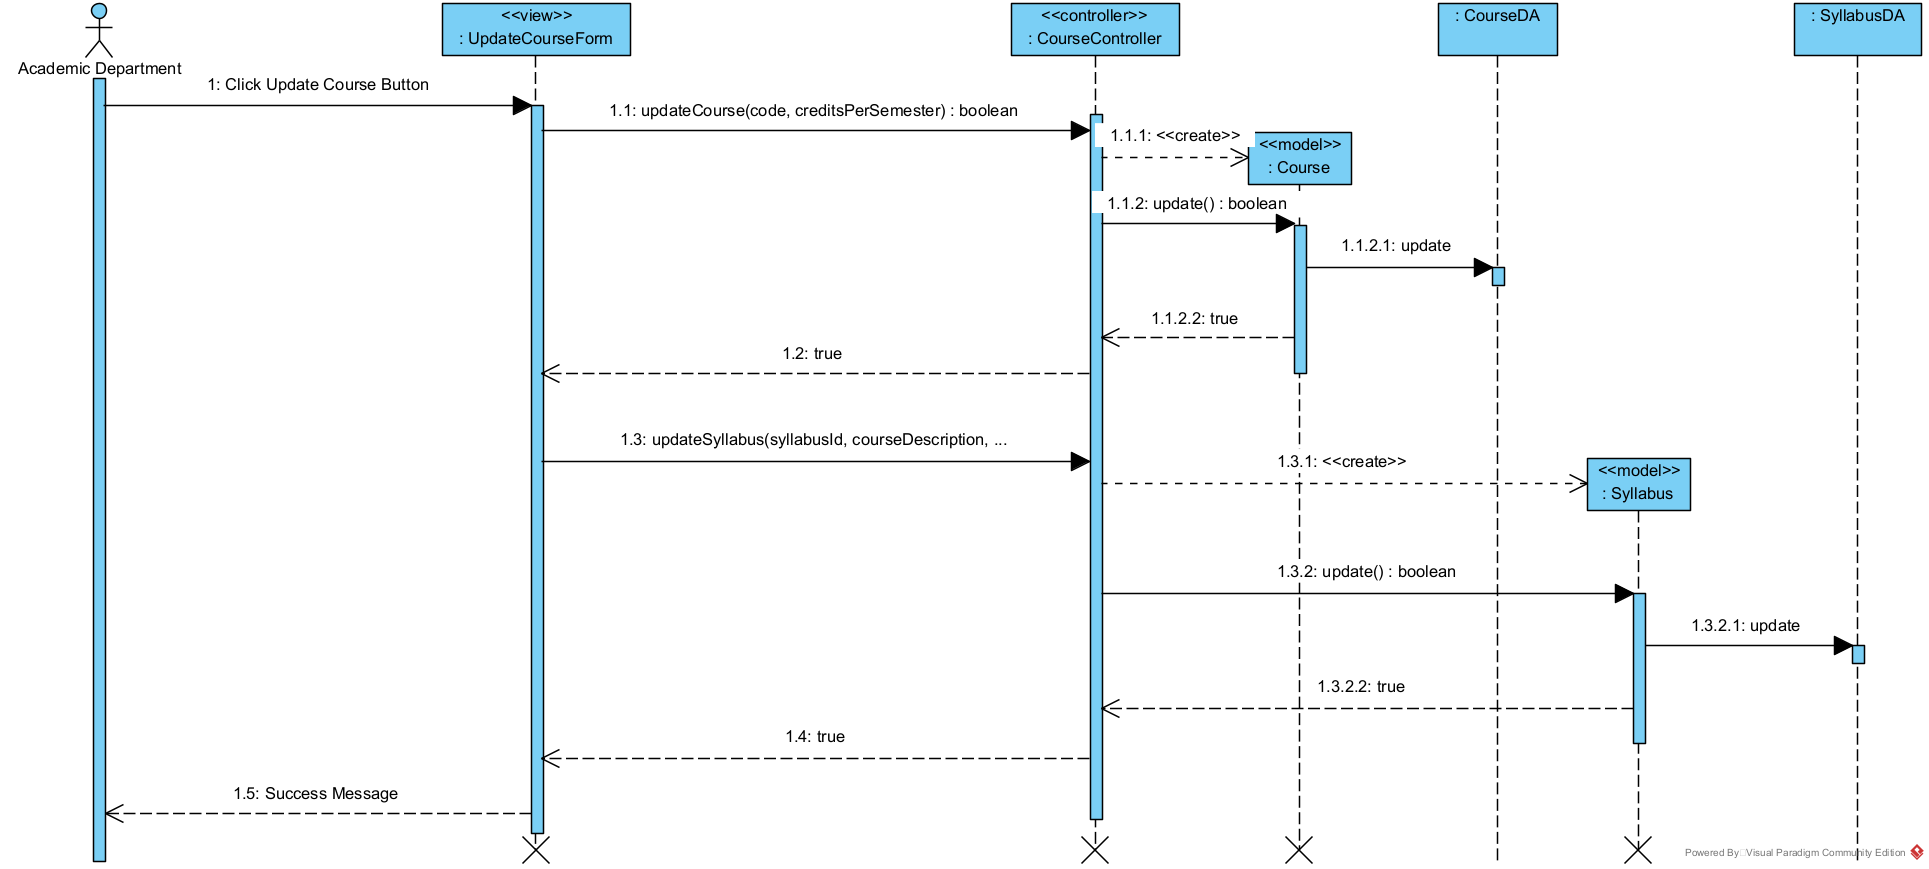 <<view>>
: UpdateCourseForm
<<controller>>
: CourseController
: CourseDA
: SyllabusDA
Academic Department
1: Click Update Course Button
1.1: updateCourse(code, creditsPerSemester) : boolean
1.1.1: <<create>>
<<model>>
: Course
1.1.2: update() : boolean
1.1.2.1: update
1.1.2.2: true
1.2: true
1.3: updateSyllabus(syllabusId, courseDescription, ...
1.3.1: <<create>>
<<model>>
: Syllabus
1.3.2: update() : boolean
1.3.2.1: update
1.3.2.2: true
1.4: true
1.5: Success Message
Powered By Visual Paradigm Community Edition